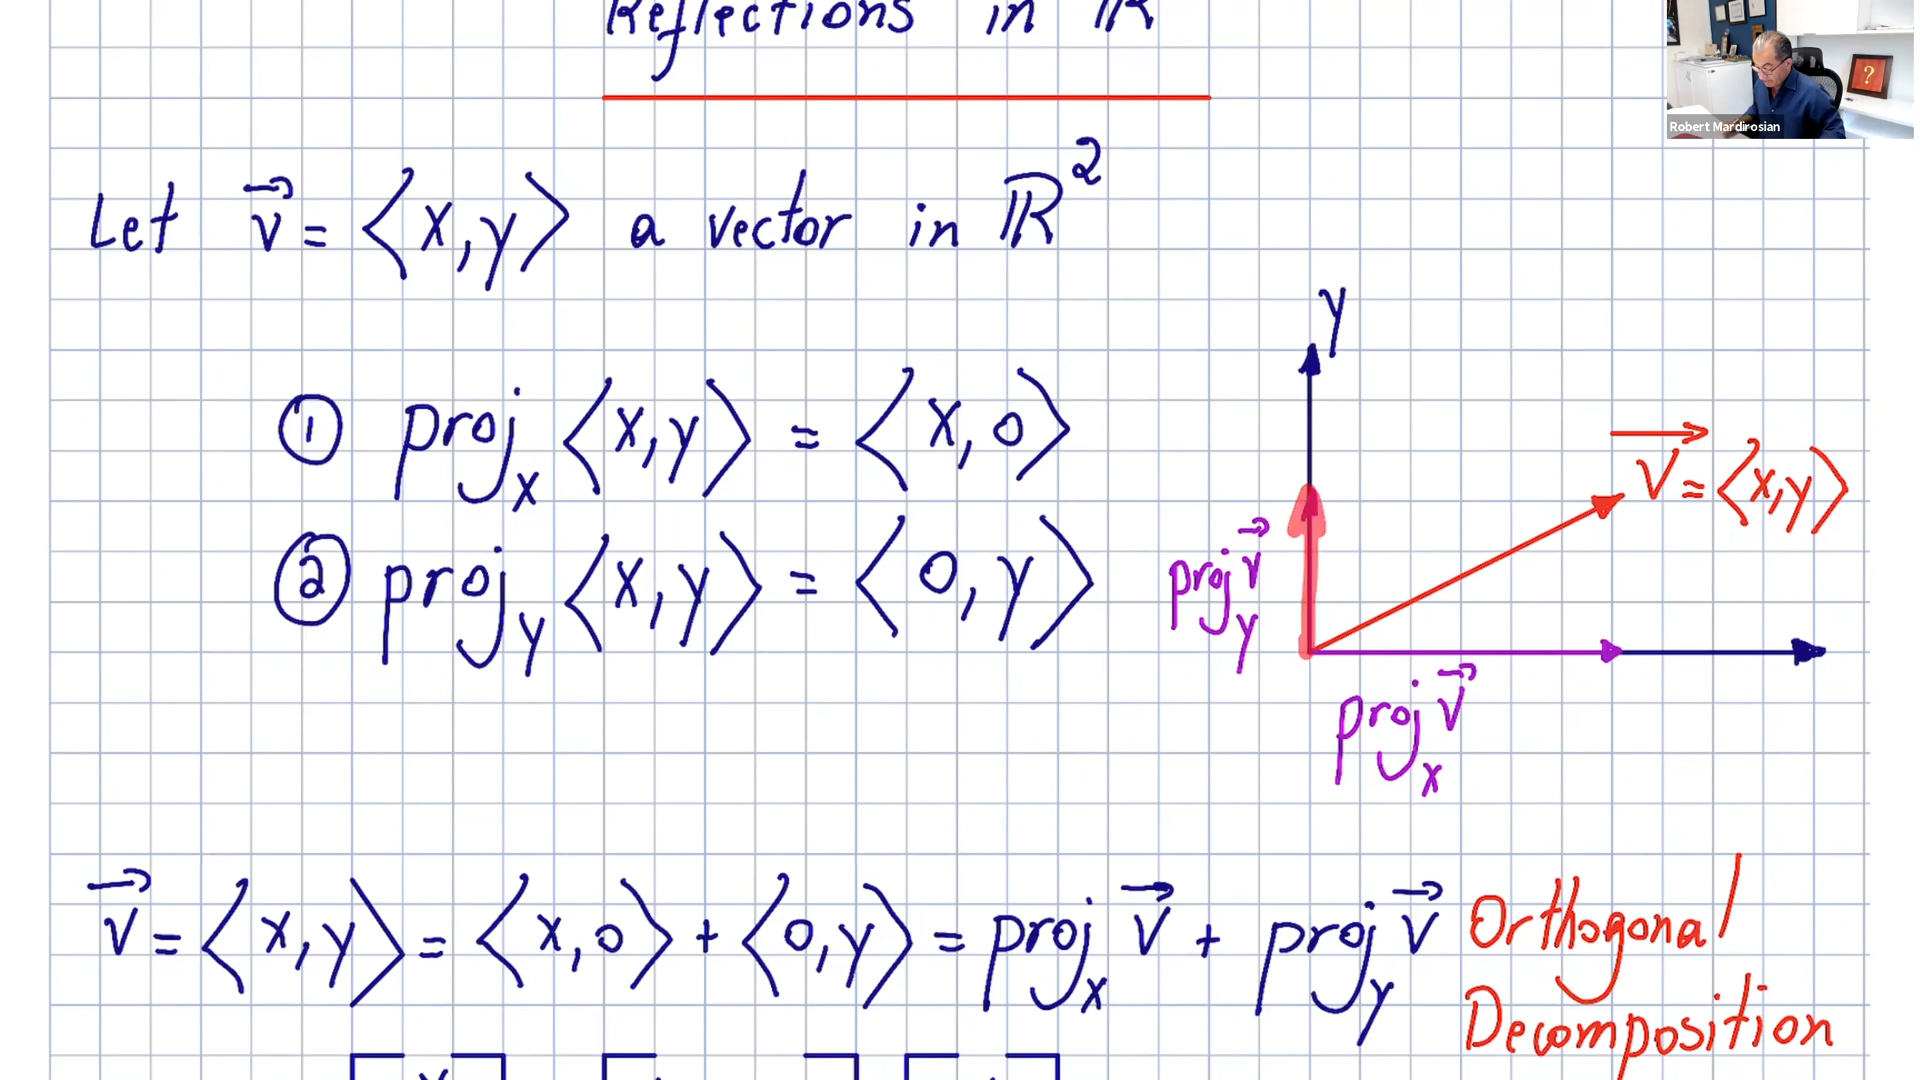 Reflections in ℝ
?
Robert Mardirosian
Let v⃗ = ⟨x,y⟩ a vector in ℝ²
y
① proj_x ⟨x,y⟩ = ⟨x,0⟩
v⃗ = ⟨x,y⟩
② proj_y ⟨x,y⟩ = ⟨0,y⟩
proj_y v⃗
proj_x v⃗
v⃗ = ⟨x,y⟩ = ⟨x,0⟩ + ⟨0,y⟩ = proj_x v⃗ + proj_y v⃗ Orthogonal
Decomposition